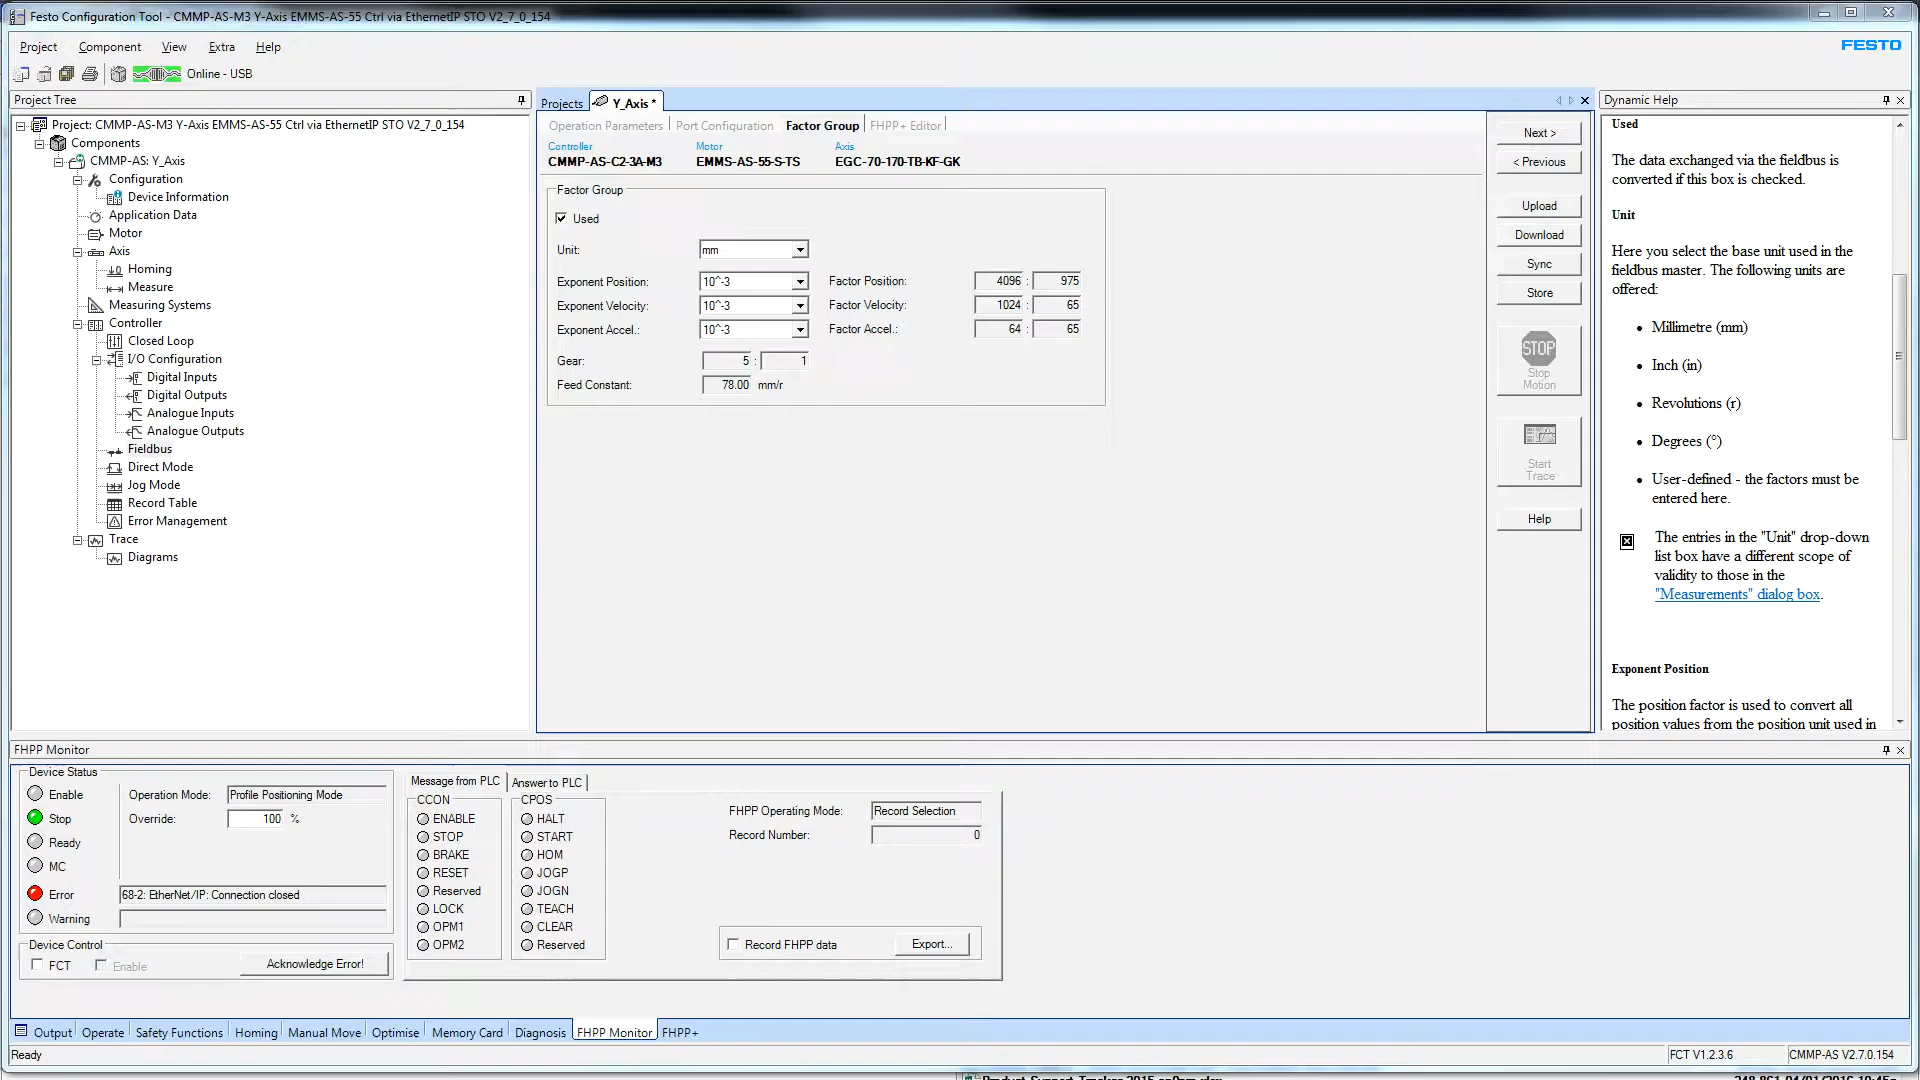 Festo Configuration Tool - CMMP-AS-M3 Y-Axis EMMS-AS-55 Ctrl via EthernetIP STO V2_7_0_154
Project Component View Extra Help
FESTO
Online - USB
Project Tree
Project: CMMP-AS-M3 Y-Axis EMMS-AS-55 Ctrl via EthernetIP STO V2_7_0_154
Components
CMMP-AS: Y_Axis
Configuration
Device Information
Application Data
Motor
Axis
Homing
Measure
Measuring Systems
Controller
Closed Loop
I/O Configuration
Digital Inputs
Digital Outputs
Analogue Inputs
Analogue Outputs
Fieldbus
Direct Mode
Jog Mode
Record Table
Error Management
Trace
Diagrams
Projects Y_Axis *
Operation Parameters Port Configuration Factor Group FHPP+ Editor
Controller Motor Axis
CMMP-AS-C2-3A-M3 EMMS-AS-55-S-TS EGC-70-170-TB-KF-GK
Factor Group
Used
Unit: mm
Exponent Position: 10^-3 Factor Position: 4096 : 975
Exponent Velocity: 10^-3 Factor Velocity: 1024 : 65
Exponent Accel.: 10^-3 Factor Accel.: 64 : 65
Gear: 5 : 1
Feed Constant: 78.00 mm/r
Next >
< Previous
Upload
Download
Sync
Store
STOP
Stop
Motion
Start
Trace
Help
Dynamic Help
Used
The data exchanged via the fieldbus is
converted if this box is checked.
Unit
Here you select the base unit used in the
fieldbus master. The following units are
offered:
• Millimetre (mm)
• Inch (in)
• Revolutions (r)
• Degrees (°)
• User-defined - the factors must be
entered here.
The entries in the "Unit" drop-down
list box have a different scope of
validity to those in the
"Measurements" dialog box.
Exponent Position
The position factor is used to convert all
position values from the position unit used in
FHPP Monitor
Device Status
Enable
Stop
Ready
MC
Error
Warning
Operation Mode: Profile Positioning Mode
Override: 100 %
68-2: EtherNet/IP: Connection closed
Device Control
FCT Enable Acknowledge Error!
Message from PLC Answer to PLC
CCON
ENABLE
STOP
BRAKE
RESET
Reserved
LOCK
OPM1
OPM2
CPOS
HALT
START
HOM
JOGP
JOGN
TEACH
CLEAR
Reserved
FHPP Operating Mode: Record Selection
Record Number: 0
Record FHPP data Export...
Output Operate Safety Functions Homing Manual Move Optimise Memory Card Diagnosis FHPP Monitor FHPP+
Ready
FCT V1.2.3.6 CMMP-AS V2.7.0.154